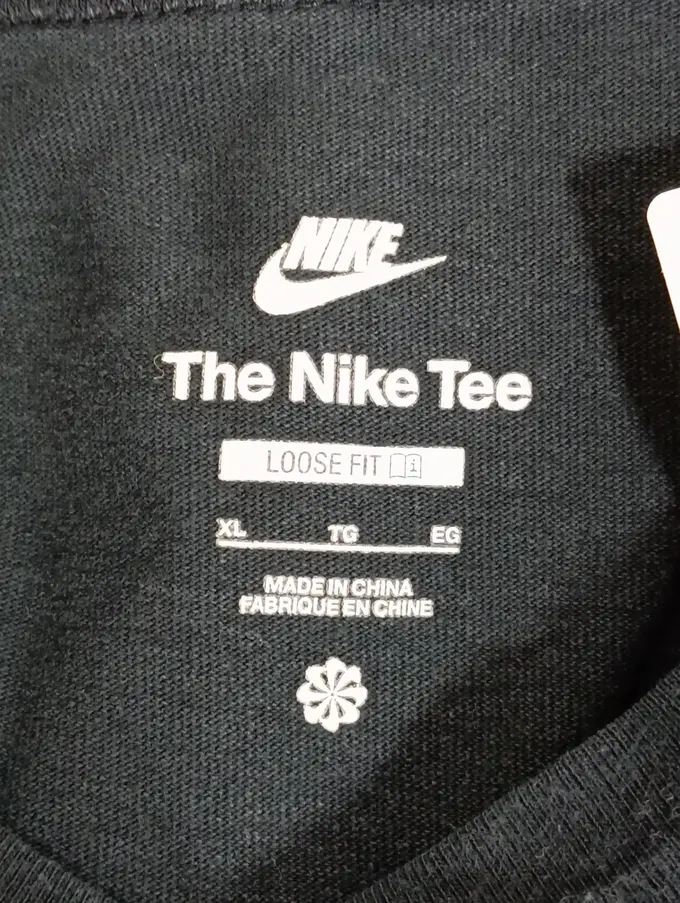 NIKE
The Nike Tee
LOOSE FIT
XL TG EG
MADE IN CHINA
FABRIQUE EN CHINE